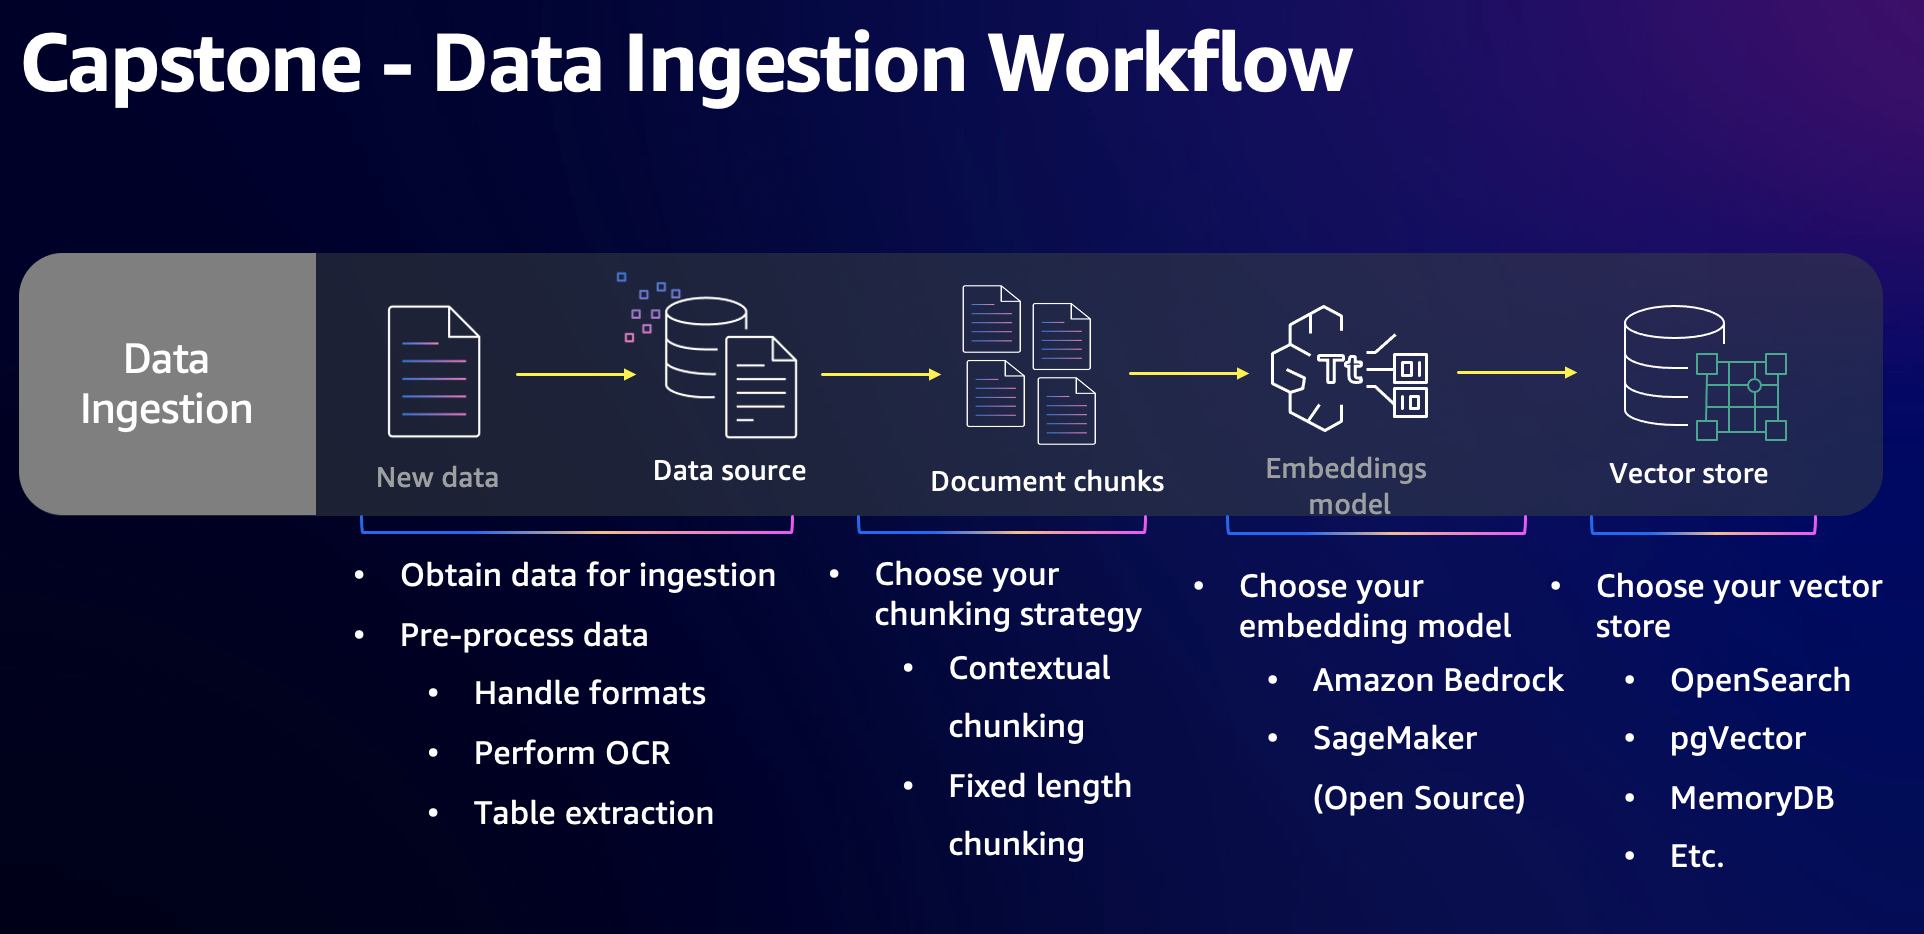 Capstone - Data Ingestion Workflow
Data
Ingestion
New data
Data source
Document chunks
Tt
Embeddings
model
Vector store
• Obtain data for ingestion
• Pre-process data
• Handle formats
• Perform OCR
• Table extraction
• Choose your
chunking strategy
• Contextual
chunking
• Fixed length
chunking
• Choose your
embedding model
• Amazon Bedrock
• SageMaker
(Open Source)
• Choose your vector
store
• OpenSearch
• pgVector
• MemoryDB
• Etc.